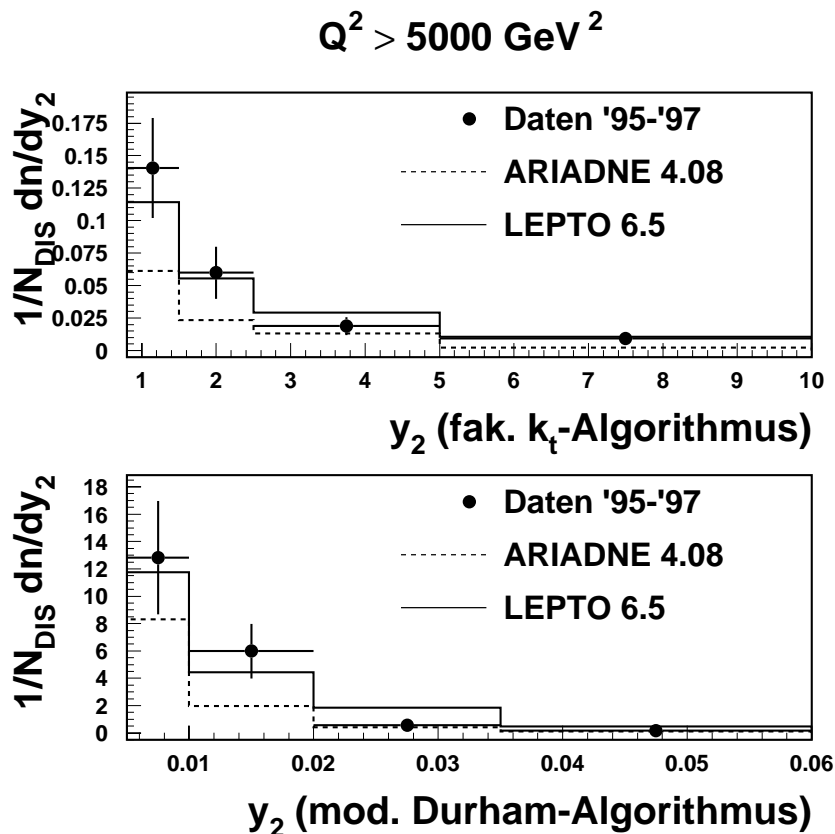 Q² > 5000 GeV²
1/N_DIS dn/dy₂
0.175
0.15
0.125
0.1
0.075
0.05
0.025
0
Daten '95-'97
ARIADNE 4.08
LEPTO 6.5
1 2 3 4 5 6 7 8 9 10
y₂ (fak. kₜ-Algorithmus)
1/N_DIS dn/dy₂
18
16
14
12
10
8
6
4
2
0
Daten '95-'97
ARIADNE 4.08
LEPTO 6.5
0.01 0.02 0.03 0.04 0.05 0.06
y₂ (mod. Durham-Algorithmus)